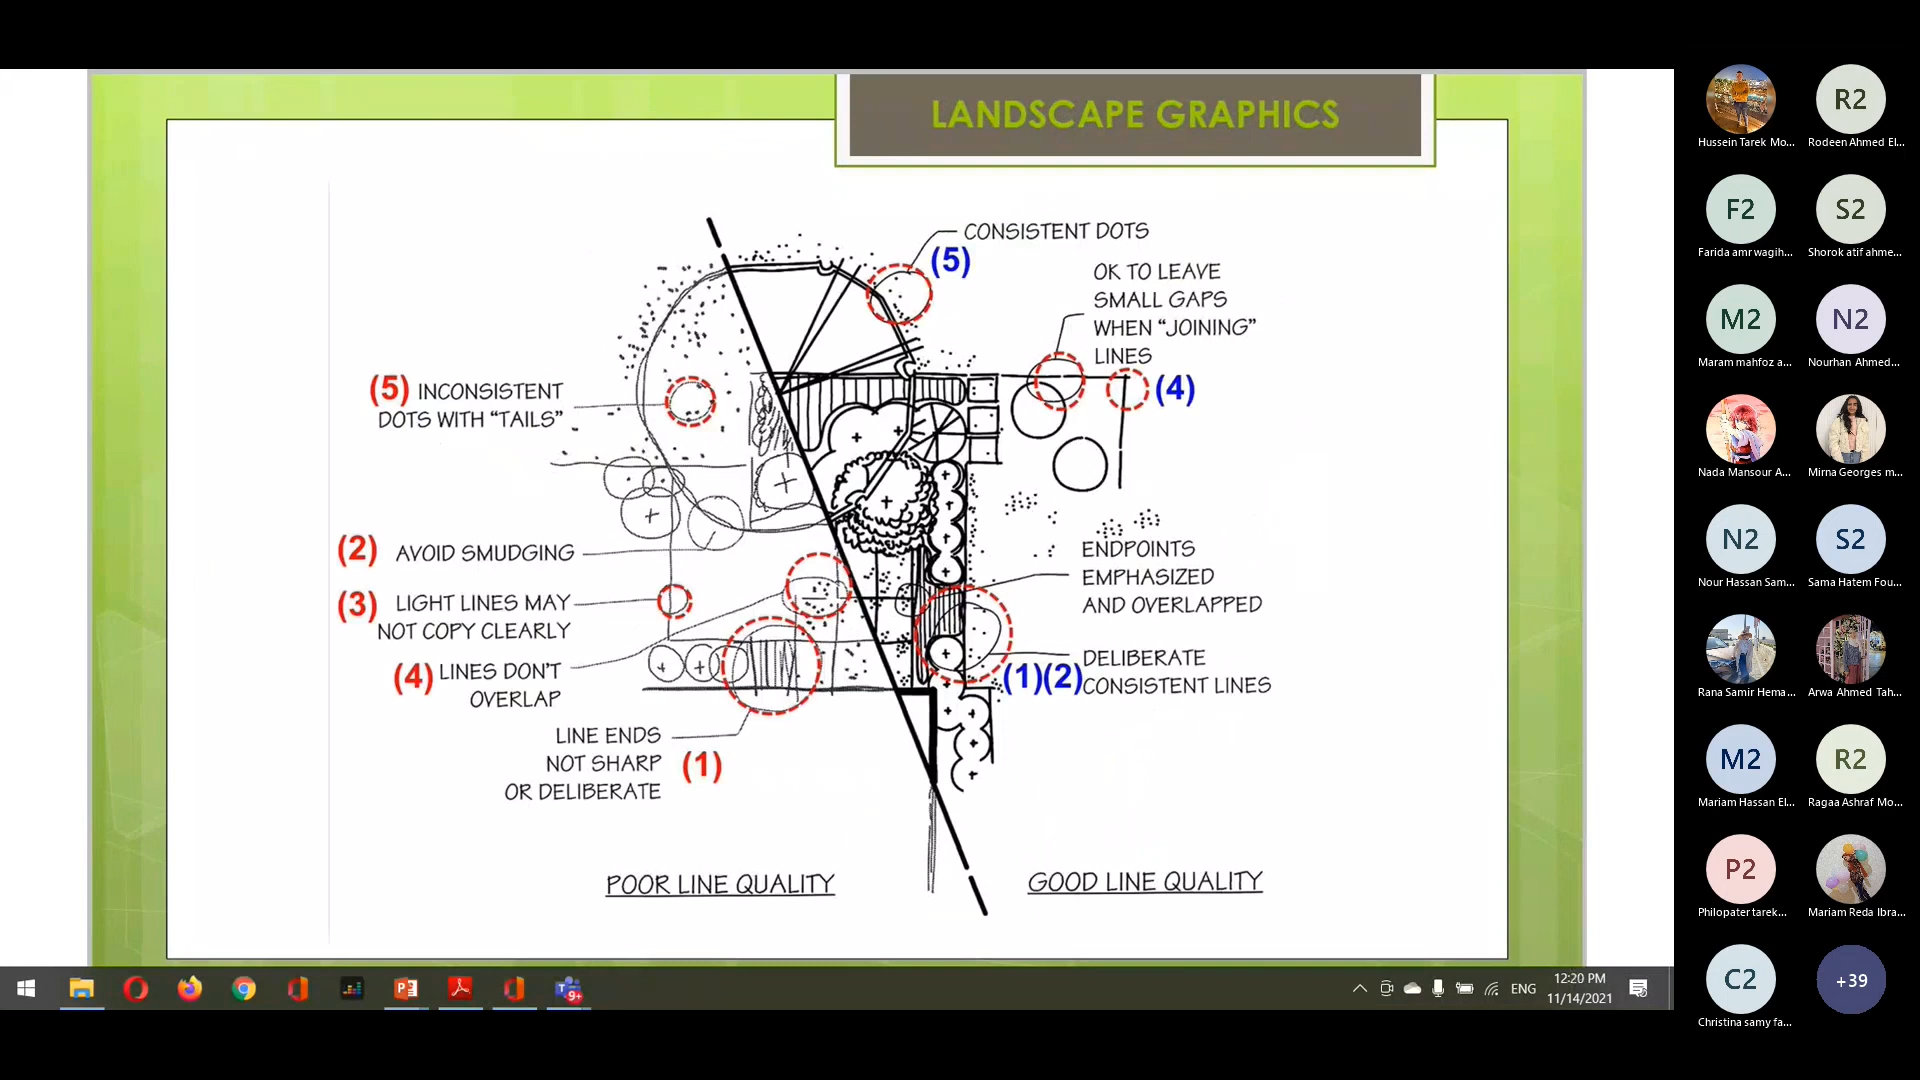 LANDSCAPE GRAPHICS
CONSISTENT DOTS
(5)
OK TO LEAVE
SMALL GAPS
WHEN “JOINING”
LINES
(4)
(5) INCONSISTENT
DOTS WITH “TAILS”
(2) AVOID SMUDGING
(3) LIGHT LINES MAY
NOT COPY CLEARLY
(4) LINES DON'T
OVERLAP
LINE ENDS
NOT SHARP
OR DELIBERATE
(1)
ENDPOINTS
EMPHASIZED
AND OVERLAPPED
DELIBERATE
(1)(2) CONSISTENT LINES
POOR LINE QUALITY
GOOD LINE QUALITY
R2
Hussein Tarek Mo...
Rodeen Ahmed El...
F2
S2
Farida amr wagih...
Shorok atif ahme...
M2
N2
Maram mahfoz a...
Nourhan Ahmed...
Nada Mansour A...
Mirna Georges m...
N2
S2
Nour Hassan Sam...
Sama Hatem Fou...
Rana Samir Hema...
Arwa Ahmed Tah...
M2
R2
Mariam Hassan El...
Ragaa Ashraf Mo...
P2
Philopater tarek...
Mariam Reda Ibra...
C2
+39
Christina samy fa...
9+
ENG
12:20 PM
11/14/2021